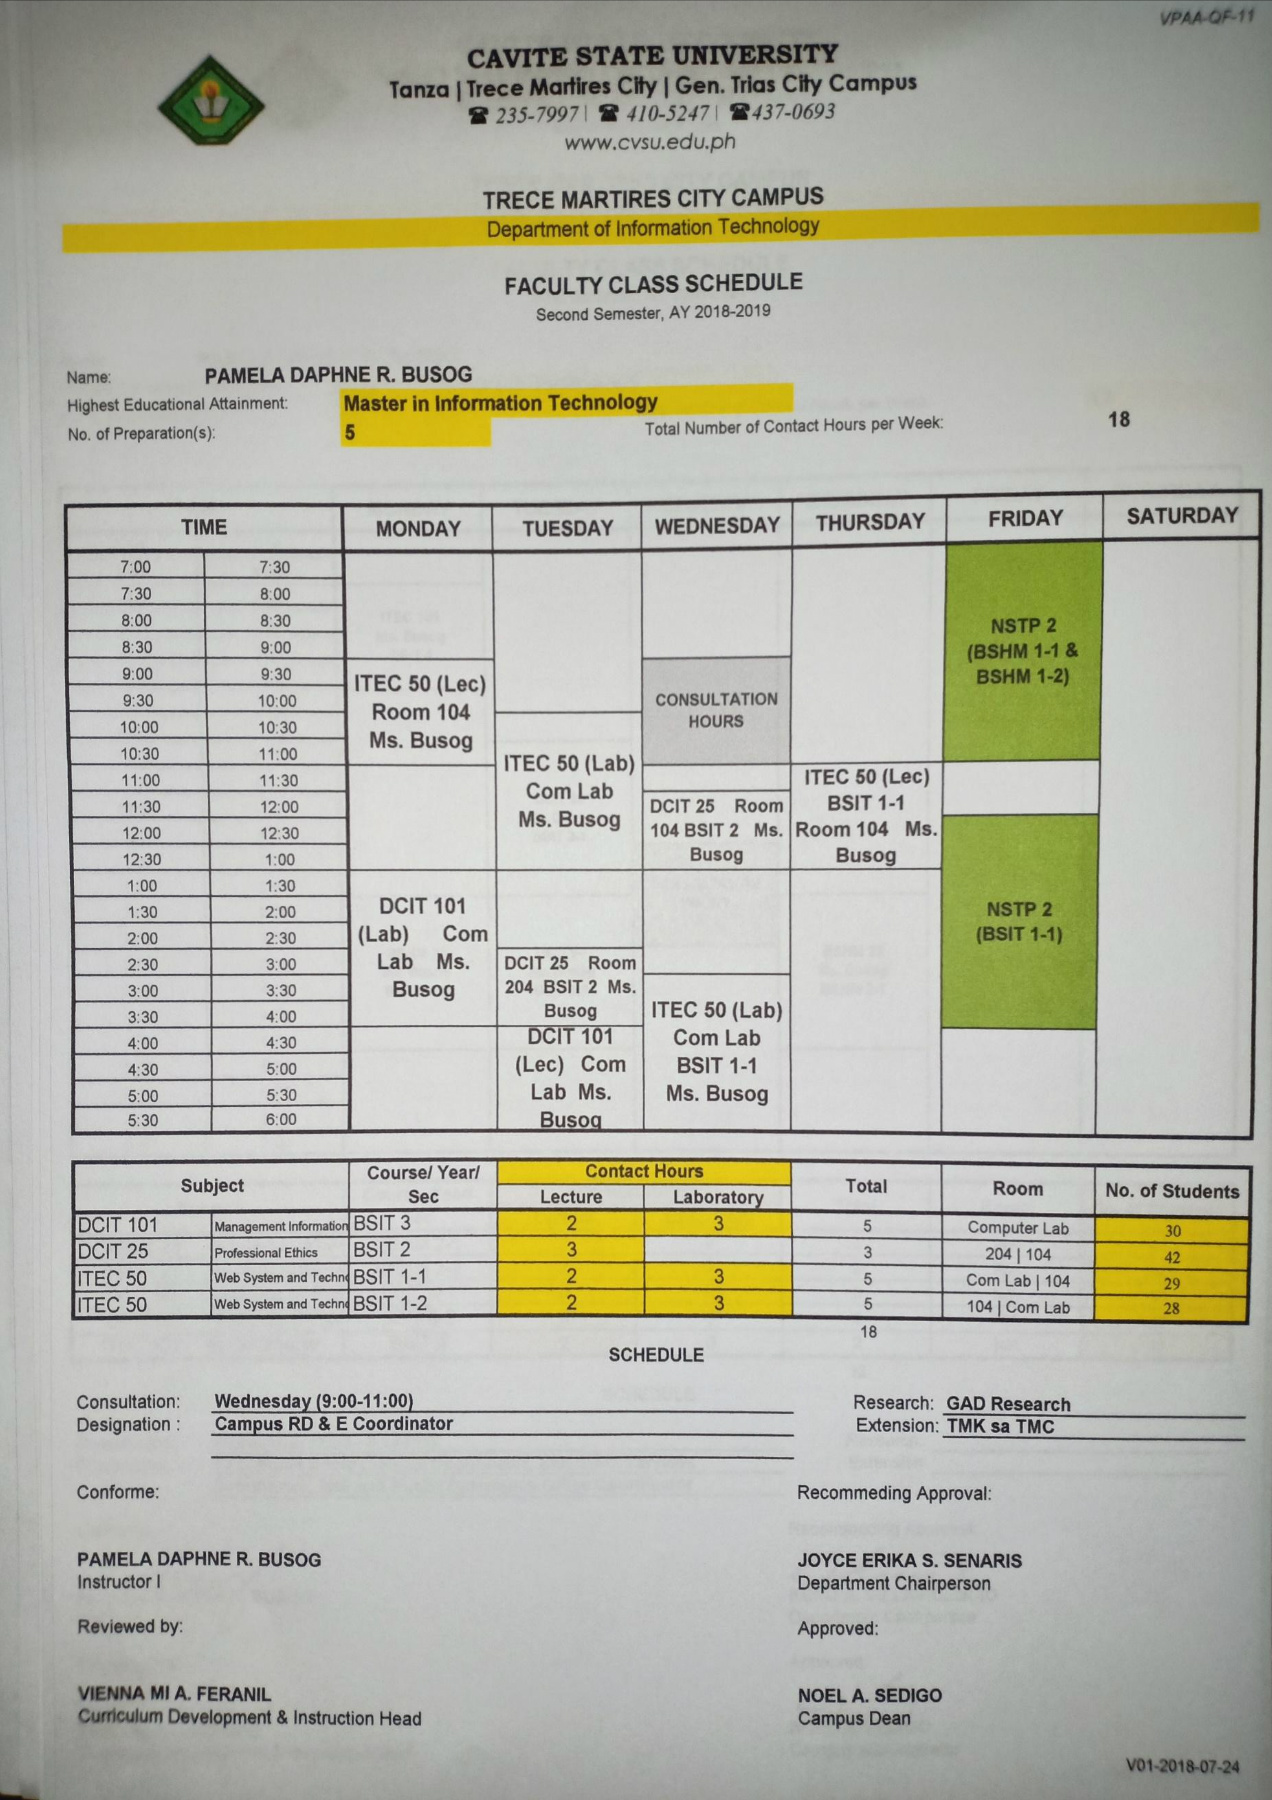 VPAA-QF-11
CAVITE STATE UNIVERSITY
Tanza | Trece Martires City | Gen. Trias City Campus
☎ 235-7997 | ☎ 410-5247 | ☎437-0693
www.cvsu.edu.ph
TRECE MARTIRES CITY CAMPUS
Department of Information Technology
FACULTY CLASS SCHEDULE
Second Semester, AY 2018-2019
Name: PAMELA DAPHNE R. BUSOG
Highest Educational Attainment: Master in Information Technology
No. of Preparation(s): 5 Total Number of Contact Hours per Week: 18
TIME MONDAY TUESDAY WEDNESDAY THURSDAY FRIDAY SATURDAY
7:00 7:30
7:30 8:00
8:00 8:30
8:30 9:00
9:00 9:30
9:30 10:00
10:00 10:30
10:30 11:00
11:00 11:30
11:30 12:00
12:00 12:30
12:30 1:00
1:00 1:30
1:30 2:00
2:00 2:30
2:30 3:00
3:00 3:30
3:30 4:00
4:00 4:30
4:30 5:00
5:00 5:30
5:30 6:00
ITEC 50 (Lec)
Room 104
Ms. Busog
DCIT 101
(Lab) Com
Lab Ms.
Busog
ITEC 50 (Lab)
Com Lab
Ms. Busog
DCIT 25 Room
204 BSIT 2 Ms.
Busog
DCIT 101
(Lec) Com
Lab Ms.
Busog
CONSULTATION
HOURS
DCIT 25 Room
104 BSIT 2 Ms.
Busog
ITEC 50 (Lab)
Com Lab
BSIT 1-1
Ms. Busog
ITEC 50 (Lec)
BSIT 1-1
Room 104 Ms.
Busog
NSTP 2
(BSHM 1-1 &
BSHM 1-2)
NSTP 2
(BSIT 1-1)
Subject Course/ Year/ Contact Hours Total Room No. of Students
Sec Lecture Laboratory
DCIT 101 Management Information BSIT 3 2 3 5 Computer Lab 30
DCIT 25 Professional Ethics BSIT 2 3 3 204 | 104 42
ITEC 50 Web System and Techn BSIT 1-1 2 3 5 Com Lab | 104 29
ITEC 50 Web System and Techn BSIT 1-2 2 3 5 104 | Com Lab 28
18
SCHEDULE
Consultation: Wednesday (9:00-11:00) Research: GAD Research
Designation : Campus RD & E Coordinator Extension: TMK sa TMC
Conforme: Recommeding Approval:
PAMELA DAPHNE R. BUSOG JOYCE ERIKA S. SENARIS
Instructor I Department Chairperson
Reviewed by: Approved:
VIENNA MI A. FERANIL NOEL A. SEDIGO
Curriculum Development & Instruction Head Campus Dean
V01-2018-07-24